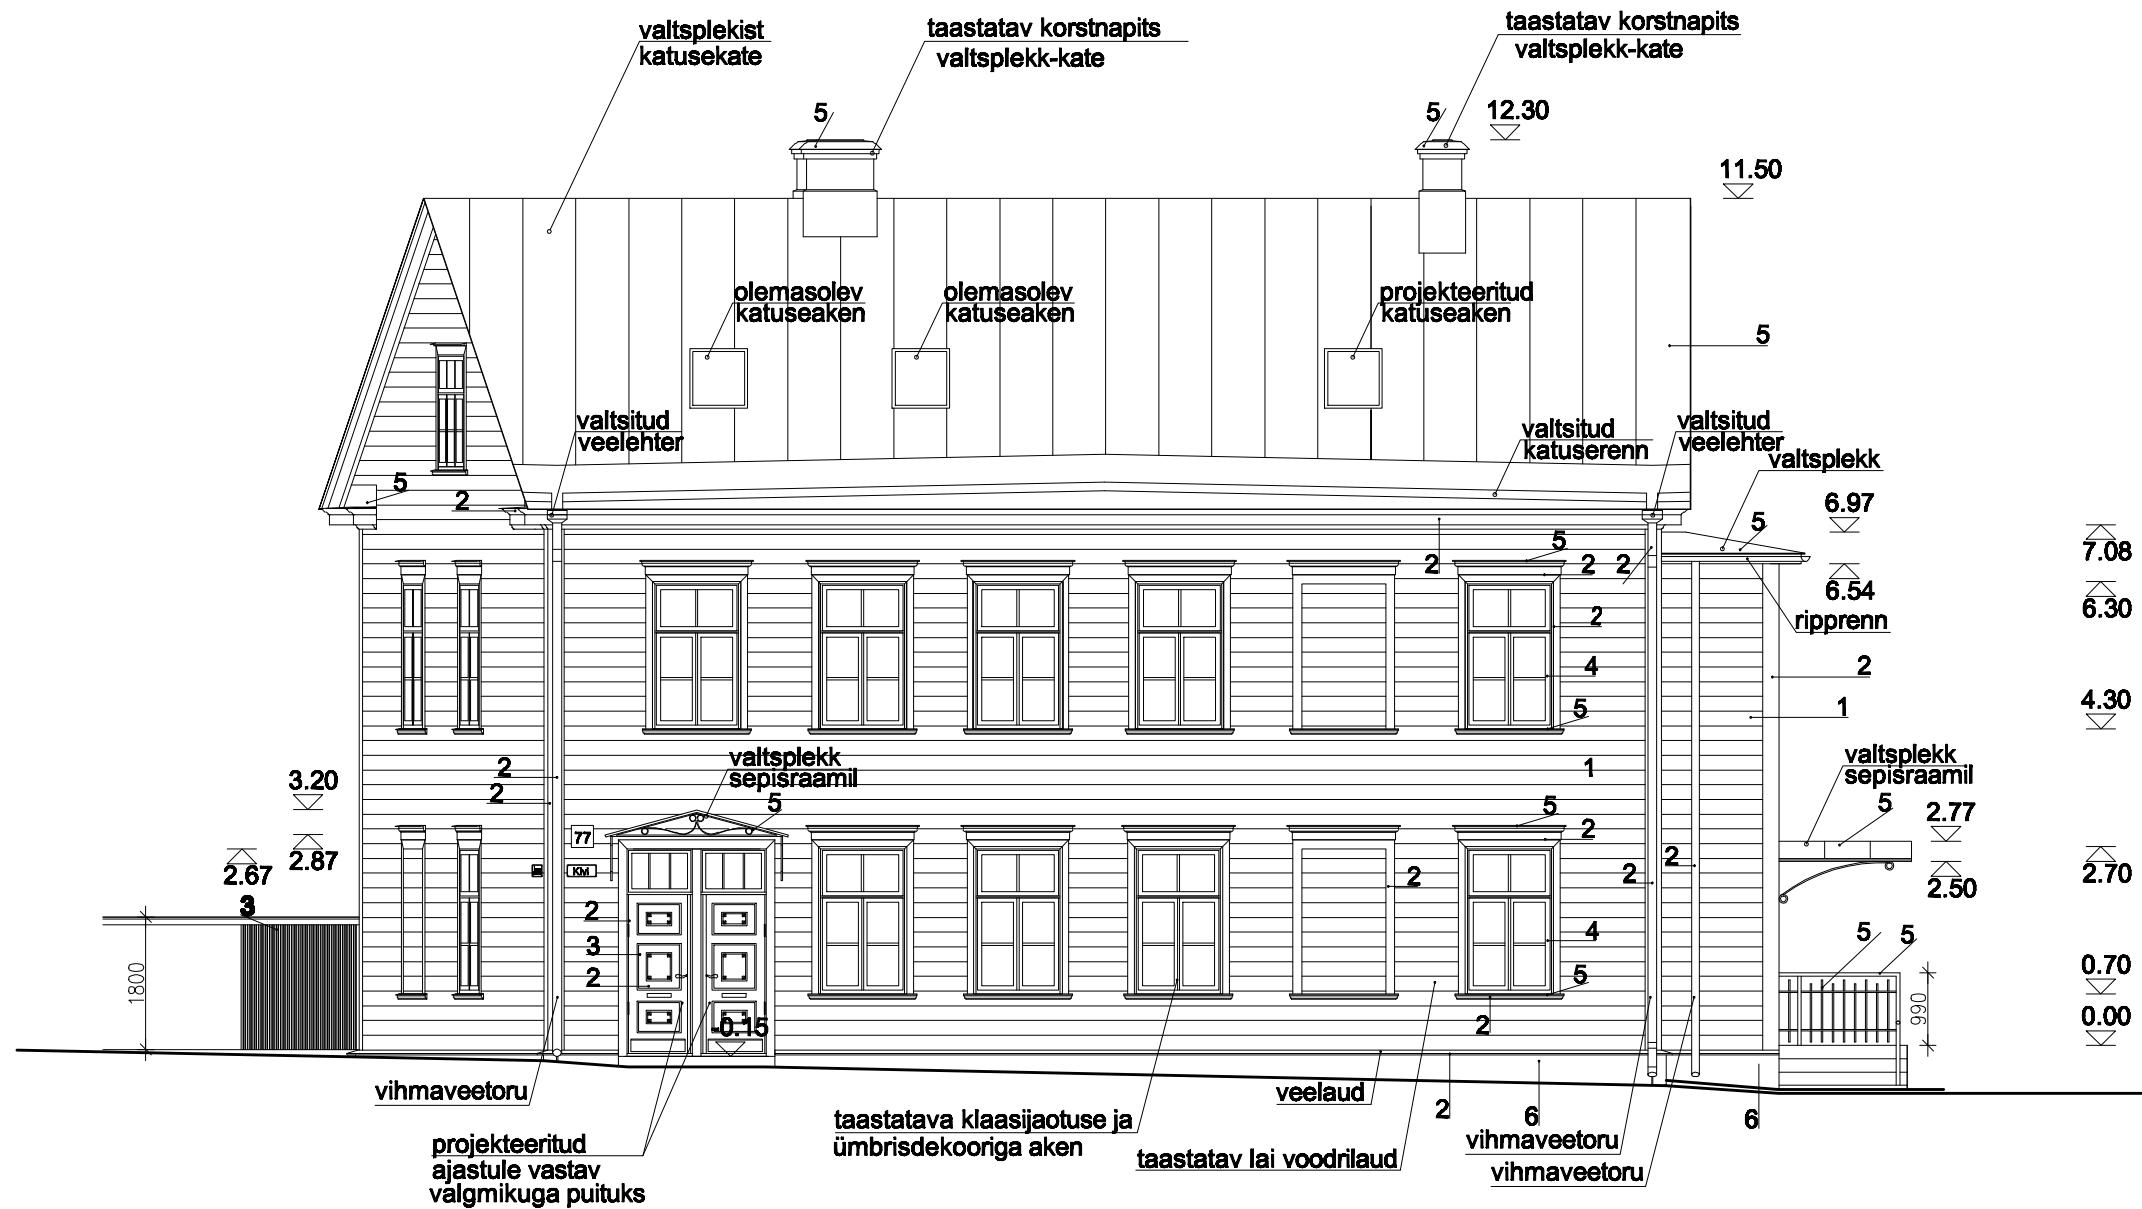 valtsplekist
katusekate
taastatav korstnapits
valtsplekk-kate
taastatav korstnapits
valtsplekk-kate
5
5
12.30
11.50
olemasolev
katuseaken
olemasolev
katuseaken
projekteeritud
katuseaken
5
valtsitud
veelehter
valtsitud
katuserenn
valtsitud
veelehter
valtsplekk
5
2
6.97
5
7.08
5
2
2
2
6.54
6.30
2
ripprenn
4
2
5
1
4.30
valtsplekk
sepisraamil
2
1
valtsplekk
sepisraamil
3.20
2
5
5
5
2.77
77
2
2.87
2.67
Kivi
2
2
2
2.70
2.50
3
2
3
4
5
5
2
5
1800
0.70
990
-0.15
2
0.00
vihmaveetoru
veelaud
taastatava klaasijaotuse ja
ümbrisdekooriga aken
2
6
6
projekteeritud
ajastule vastav
valgmikuga puituks
taastatav lai voodrilaud
vihmaveetoru
vihmaveetoru